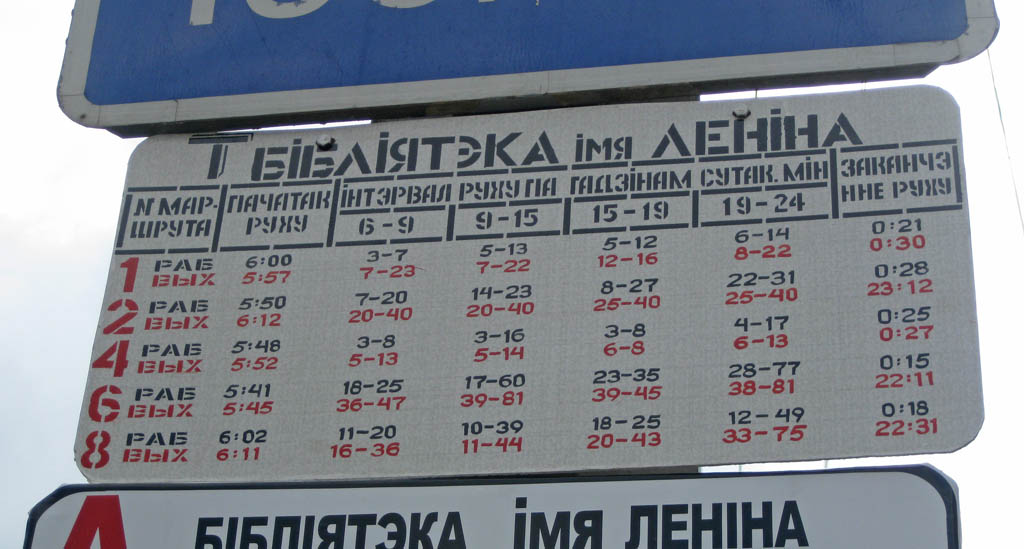 Т БІБЛІЯТЭКА ІМЯ ЛЕНІНА
N МАР- ПАЧАТАК ІНТЭРВАЛ РУХУ ПА ГАДЗІНАМ СУТАК. МІН ЗАКАНЧЭ
ШРУТА РУХУ 6-9 9-15 15-19 19-24 ННЕ РУХУ
1 РАБ 6:00 3-7 5-13 5-12 6-14 0:21
ВЫХ 5:57 7-23 7-22 12-16 8-22 0:30
2 РАБ 5:50 7-20 14-23 8-27 22-31 0:28
ВЫХ 6:12 20-40 20-40 25-40 25-40 23:12
4 РАБ 5:48 3-8 3-16 3-8 4-17 0:25
ВЫХ 5:52 5-13 5-14 6-8 6-13 0:27
6 РАБ 5:41 18-25 17-60 23-35 28-77 0:15
ВЫХ 5:45 36-47 39-81 39-45 38-81 22:11
8 РАБ 6:02 11-20 10-39 18-25 12-49 0:18
ВЫХ 6:11 16-36 11-44 20-43 33-75 22:31
А БІБЛІЯТЭКА ІМЯ ЛЕНІНА